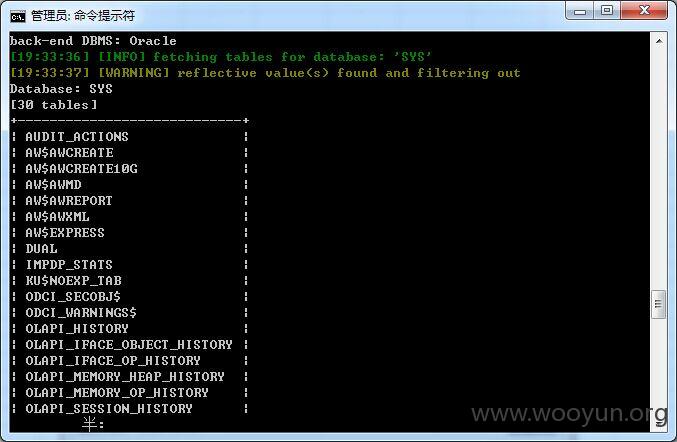 管理员: 命令提示符
back-end DBMS: Oracle
[19:33:36] [INFO] fetching tables for database: 'SYS'
[19:33:37] [WARNING] reflective value(s) found and filtering out
Database: SYS
[30 tables]
+----------------------------+
| AUDIT_ACTIONS |
| AW$AWCREATE |
| AW$AWCREATE10G |
| AW$AWMD |
| AW$AWREPORT |
| AW$AWXML |
| AW$EXPRESS |
| DUAL |
| IMPDP_STATS |
| KU$NOEXP_TAB |
| ODCI_SECOBJ$ |
| ODCI_WARNINGS$ |
| OLAPI_HISTORY |
| OLAPI_IFACE_OBJECT_HISTORY |
| OLAPI_IFACE_OP_HISTORY |
| OLAPI_MEMORY_HEAP_HISTORY |
| OLAPI_MEMORY_OP_HISTORY |
| OLAPI_SESSION_HISTORY |
半:
www.wooyun.org